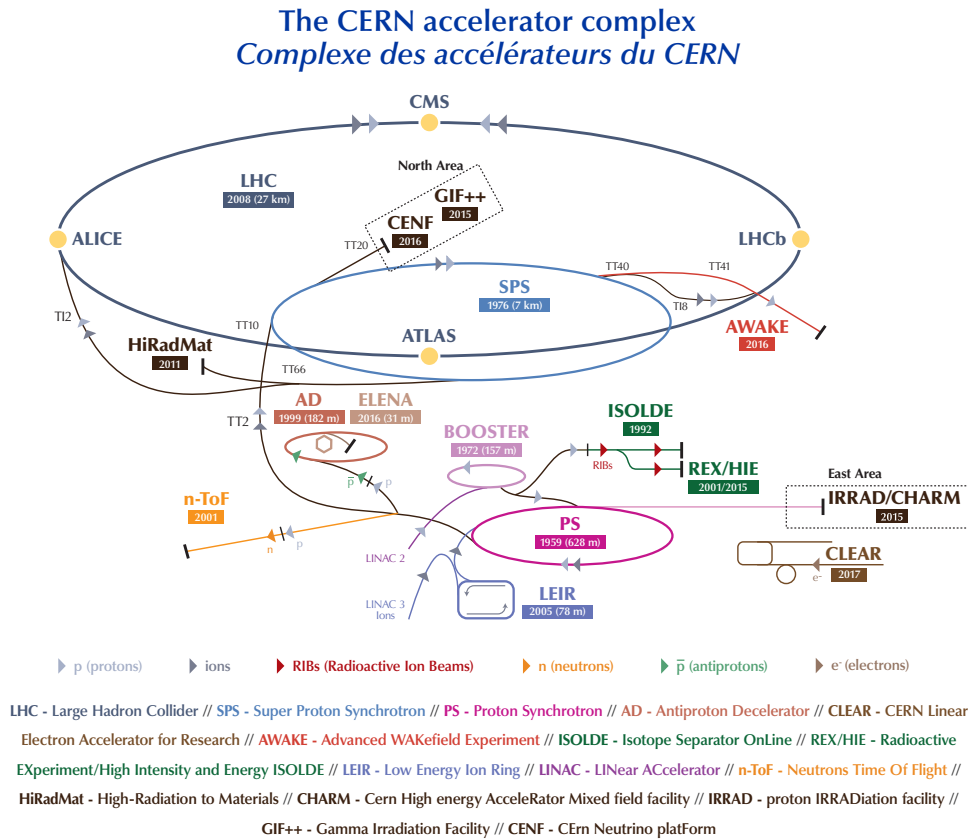 The CERN accelerator complex
Complexe des accélérateurs du CERN
CMS
North Area
LHC
2008 (27 km)
GIF++
2015
CENF
2016
TT20
ALICE
LHCb
TT40
TT41
SPS
1976 (7 km)
TI2
TI8
TT10
ATLAS
AWAKE
2016
HiRadMat
2011
TT66
AD
1999 (182 m)
ELENA
2016 (31 m)
TT2
ISOLDE
1992
BOOSTER
1972 (157 m)
RIBs
REX/HIE
2001/2015
p̅
p
East Area
n-ToF
2001
IRRAD/CHARM
2015
PS
1959 (628 m)
n
p
LINAC 2
CLEAR
2017
e-
LINAC 3
Ions
LEIR
2005 (78 m)
p (protons)
ions
RIBs (Radioactive Ion Beams)
n (neutrons)
p̅ (antiprotons)
e- (electrons)
LHC - Large Hadron Collider // SPS - Super Proton Synchrotron // PS - Proton Synchrotron // AD - Antiproton Decelerator // CLEAR - CERN Linear
Electron Accelerator for Research // AWAKE - Advanced WAKefield Experiment // ISOLDE - Isotope Separator OnLine // REX/HIE - Radioactive
EXperiment/High Intensity and Energy ISOLDE // LEIR - Low Energy Ion Ring // LINAC - LINear ACcelerator // n-ToF - Neutrons Time Of Flight //
HiRadMat - High-Radiation to Materials // CHARM - Cern High energy AcceleRator Mixed field facility // IRRAD - proton IRRADiation facility //
GIF++ - Gamma Irradiation Facility // CENF - CErn Neutrino platForm